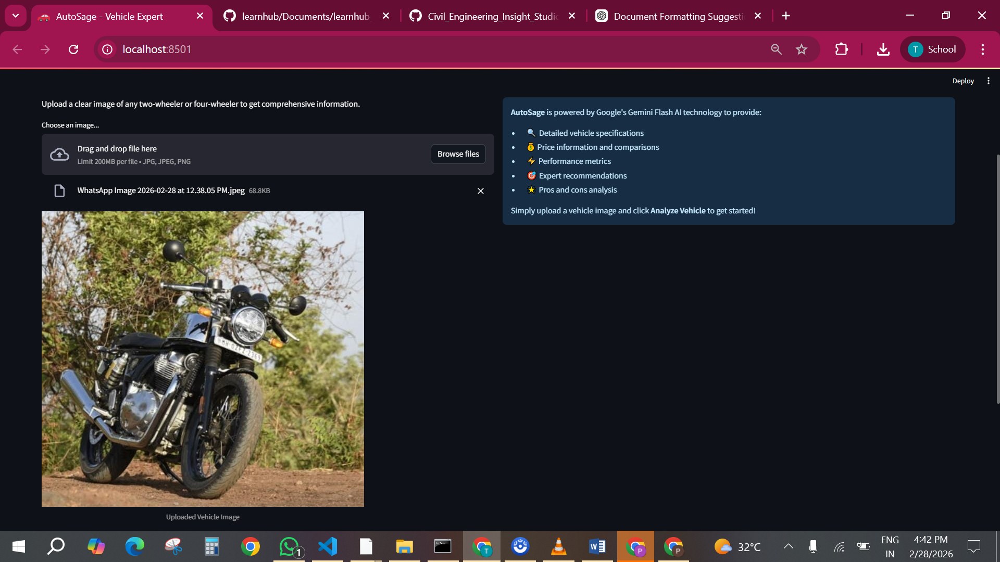 AutoSage - Vehicle Expert
learnhub/Documents/learnhub_
Civil_Engineering_Insight_Studio
Document Formatting Suggesti
localhost:8501
T School
Deploy
Upload a clear image of any two-wheeler or four-wheeler to get comprehensive information.
Choose an image...
Drag and drop file here
Limit 200MB per file • JPG, JPEG, PNG
Browse files
WhatsApp Image 2026-02-28 at 12.38.05 PM.jpeg 68.8KB
Uploaded Vehicle Image
AutoSage is powered by Google's Gemini Flash AI technology to provide:
• 🔍 Detailed vehicle specifications
• 💰 Price information and comparisons
• ⚡ Performance metrics
• 🎯 Expert recommendations
• 🌟 Pros and cons analysis
Simply upload a vehicle image and click Analyze Vehicle to get started!
1
T
P
P
32°C
ENG
IN
4:42 PM
2/28/2026